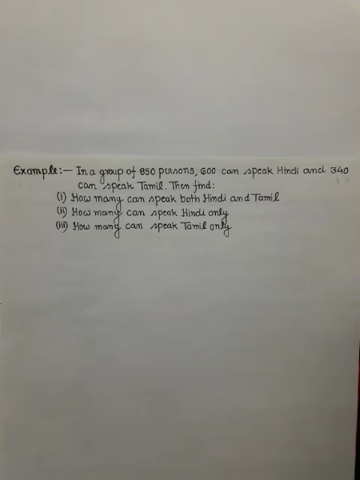 Example:— In a group of 850 persons, 600 can speak Hindi and 340
can speak Tamil. Then find:
(i) How many can speak both Hindi and Tamil
(ii) How many can speak Hindi only
(iii) How many can speak Tamil only